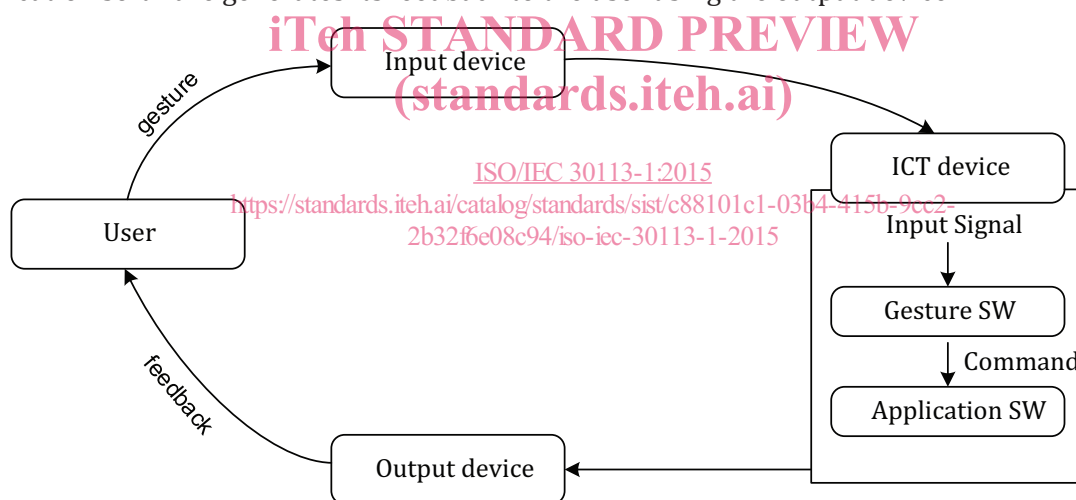 iTeh STANDARD PREVIEW
Input device
(standards.iteh.ai)
gesture
ICT device
ISO/IEC 30113-1:2015
https://standards.iteh.ai/catalog/standards/sist/c88101c1-03b4-415b-9cc2-
2b32f6e08c94/iso-iec-30113-1-2015
Input Signal
User
Gesture SW
Command
feedback
Application SW
Output device